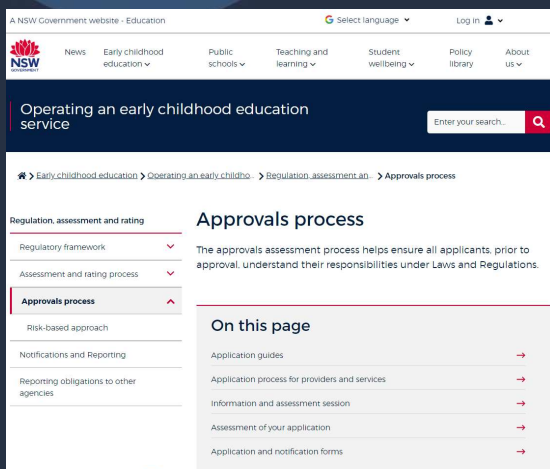 A NSW Government website - Education
Select language
Log in
NSW
GOVERNMENT
News
Early childhood
education
Public
schools
Teaching and
learning
Student
wellbeing
Policy
library
About
us
Operating an early childhood education
service
Enter your search...
Early childhood education
Operating an early childho..
Regulation, assessment an..
Approvals process
Regulation, assessment and rating
Regulatory framework
Assessment and rating process
Approvals process
Risk-based approach
Notifications and Reporting
Reporting obligations to other
agencies
Approvals process
The approvals assessment process helps ensure all applicants, prior to
approval, understand their responsibilities under Laws and Regulations.
On this page
Application guides
Application process for providers and services
Information and assessment session
Assessment of your application
Application and notification forms